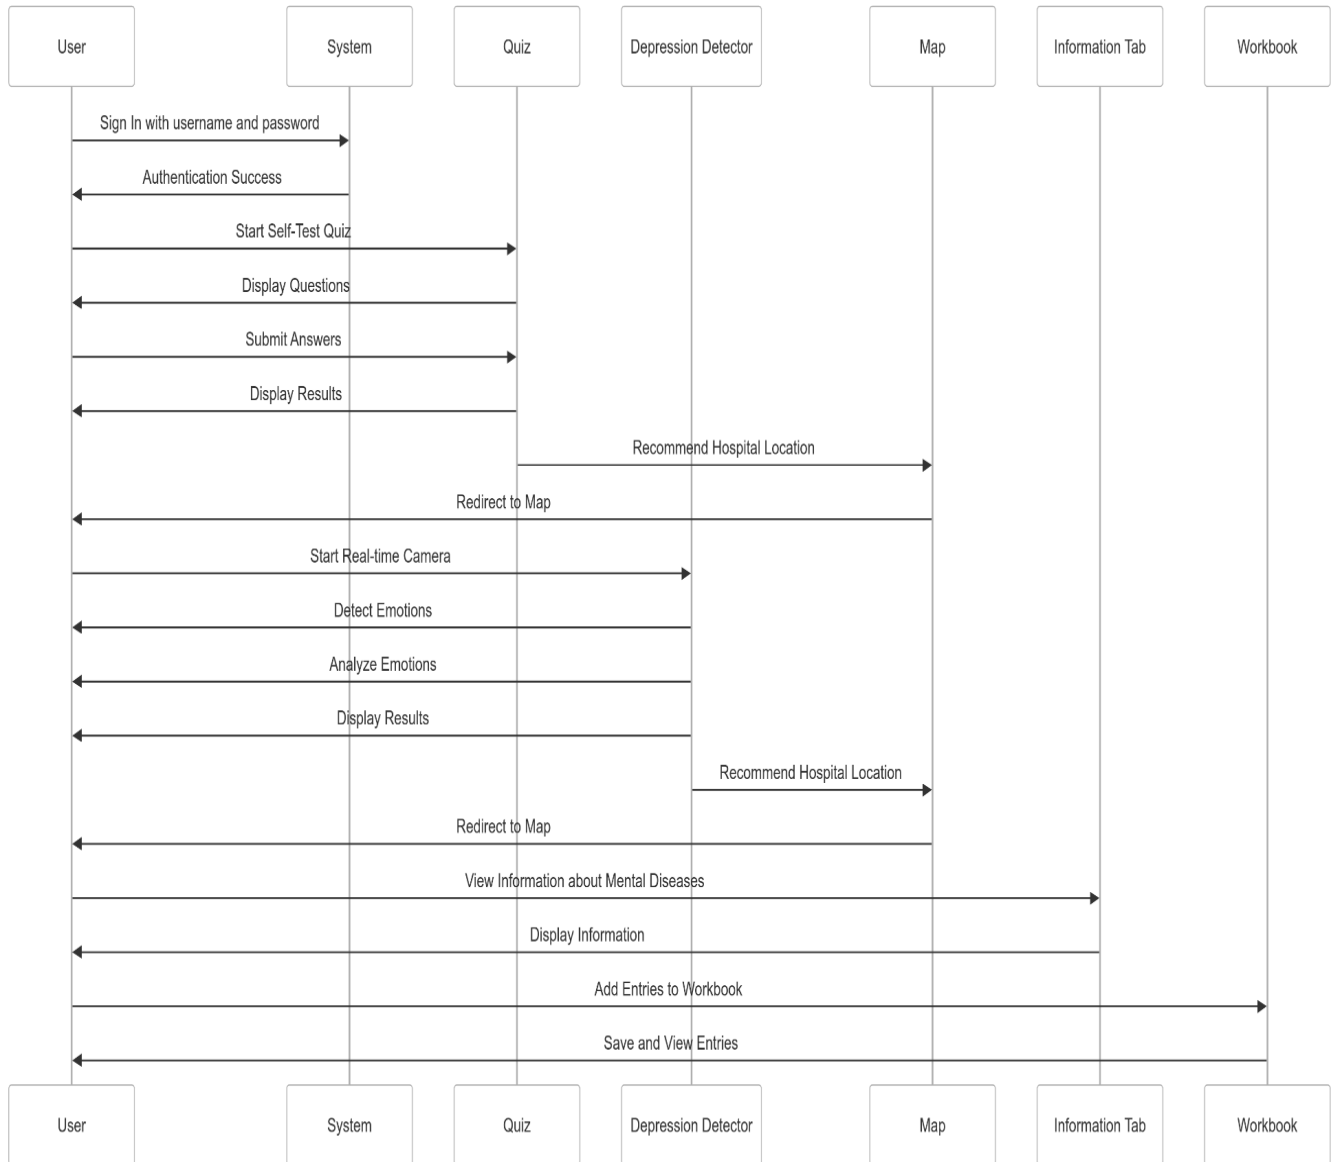 User
System
Quiz
Depression Detector
Map
Information Tab
Workbook
Sign In with username and password
Authentication Success
Start Self-Test Quiz
Display Questions
Submit Answers
Display Results
Recommend Hospital Location
Redirect to Map
Start Real-time Camera
Detect Emotions
Analyze Emotions
Display Results
Recommend Hospital Location
Redirect to Map
View Information about Mental Diseases
Display Information
Add Entries to Workbook
Save and View Entries
User
System
Quiz
Depression Detector
Map
Information Tab
Workbook